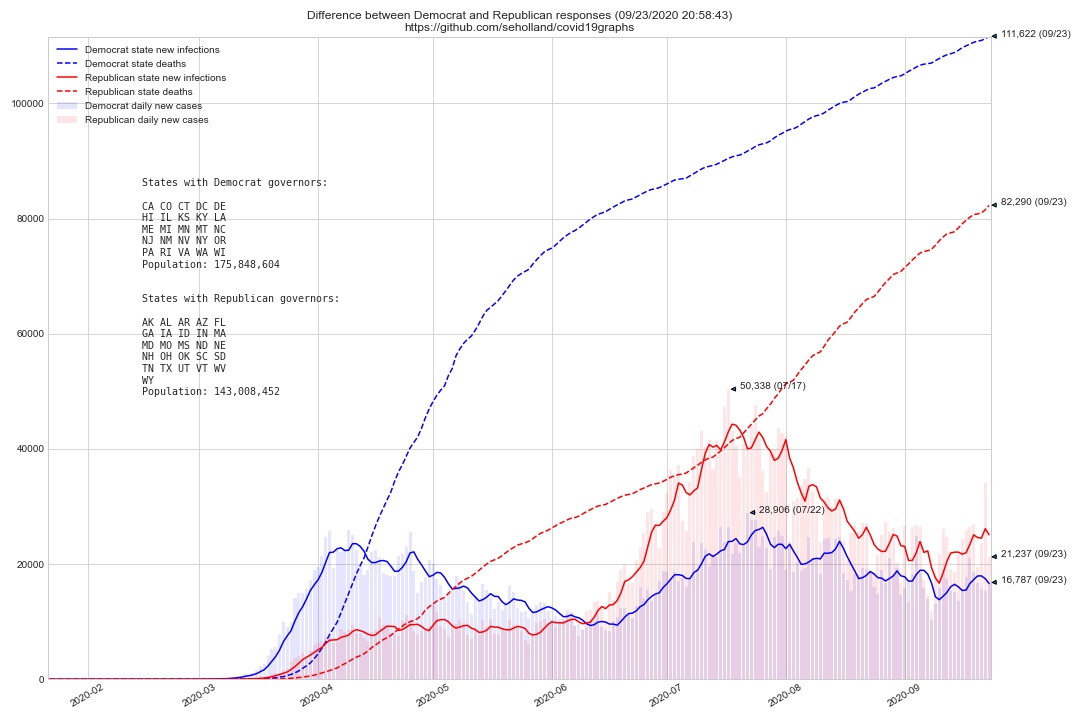 Difference between Democrat and Republican responses (09/23/2020 20:58:43)
https://github.com/seholland/covid19graphs
Democrat state new infections
Democrat state deaths
Republican state new infections
Republican state deaths
Democrat daily new cases
Republican daily new cases
111,622 (09/23)
100000
80000
60000
40000
20000
0
States with Democrat governors:
CA CO CT DC DE
HI IL KS KY LA
ME MI MN MT NC
NJ NM NV NY OR
PA RI VA WA WI
Population: 175,848,604
States with Republican governors:
AK AL AR AZ FL
GA IA ID IN MA
MD MO MS ND NE
NH OH OK SC SD
TN TX UT VT WV
WY
Population: 143,008,452
82,290 (09/23)
50,338 (07/17)
28,906 (07/22)
21,237 (09/23)
16,787 (09/23)
2020-02
2020-03
2020-04
2020-05
2020-06
2020-07
2020-08
2020-09